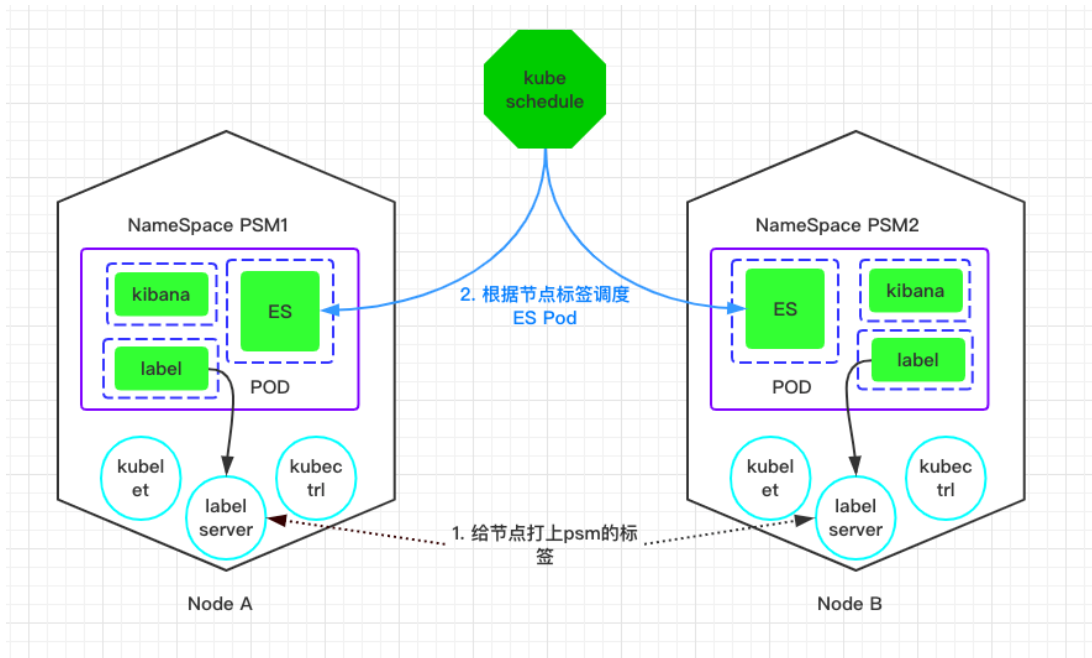 kube
schedule
NameSpace PSM1
kibana
ES
label
POD
kubel
et
kubec
trl
label
server
Node A
2. 根据节点标签调度
ES Pod
1. 给节点打上psm的标
签
NameSpace PSM2
ES
kibana
label
POD
kubel
et
kubec
trl
label
server
Node B